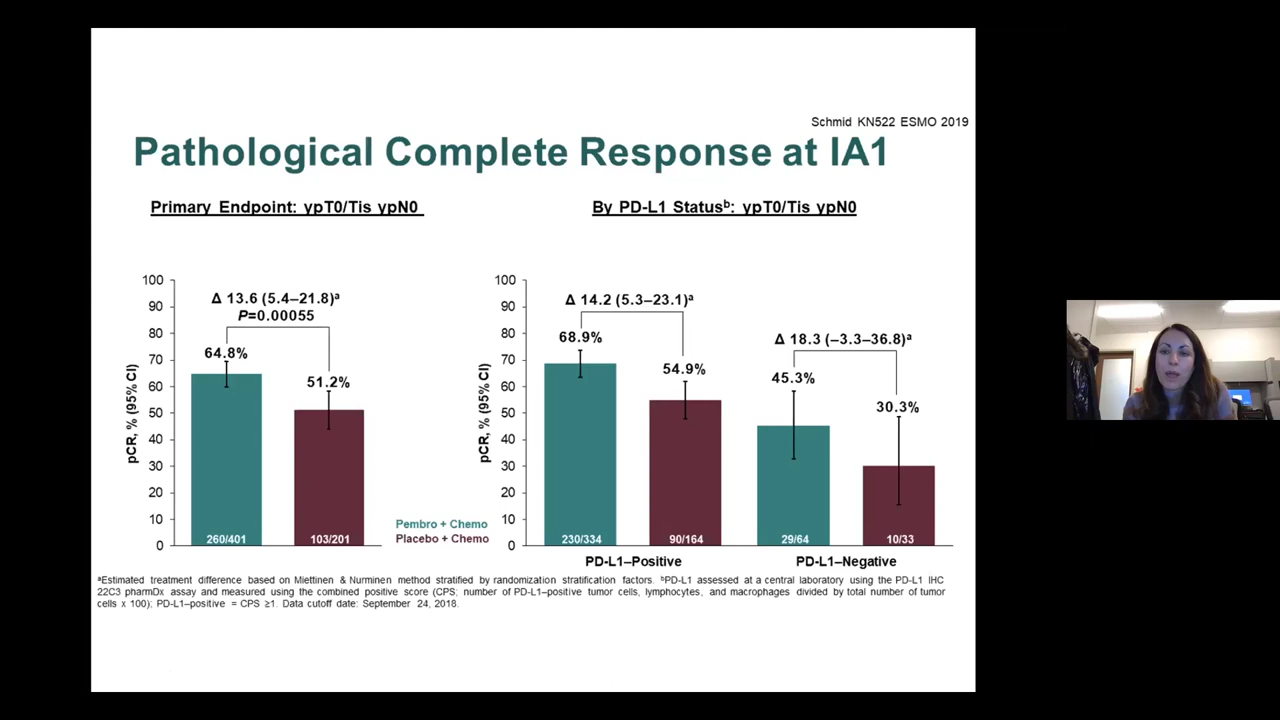 Schmid KN522 ESMO 2019
Pathological Complete Response at IA1
Primary Endpoint: ypT0/Tis ypN0
By PD-L1 Statusᵇ: ypT0/Tis ypN0
pCR, % (95% CI)
100
90
80
70
60
50
40
30
20
10
0
Δ 13.6 (5.4–21.8)ᵃ
P=0.00055
64.8%
51.2%
260/401
103/201
Pembro + Chemo
Placebo + Chemo
pCR, % (95% CI)
100
90
80
70
60
50
40
30
20
10
0
Δ 14.2 (5.3–23.1)ᵃ
68.9%
54.9%
230/334
90/164
PD-L1–Positive
Δ 18.3 (–3.3–36.8)ᵃ
45.3%
30.3%
29/64
10/33
PD-L1–Negative
ᵃEstimated treatment difference based on Miettinen & Nurminen method stratified by randomization stratification factors. ᵇPD-L1 assessed at a central laboratory using the PD-L1 IHC
22C3 pharmDx assay and measured using the combined positive score (CPS; number of PD-L1–positive tumor cells, lymphocytes, and macrophages divided by total number of tumor
cells x 100); PD-L1–positive = CPS ≥1. Data cutoff date: September 24, 2018.